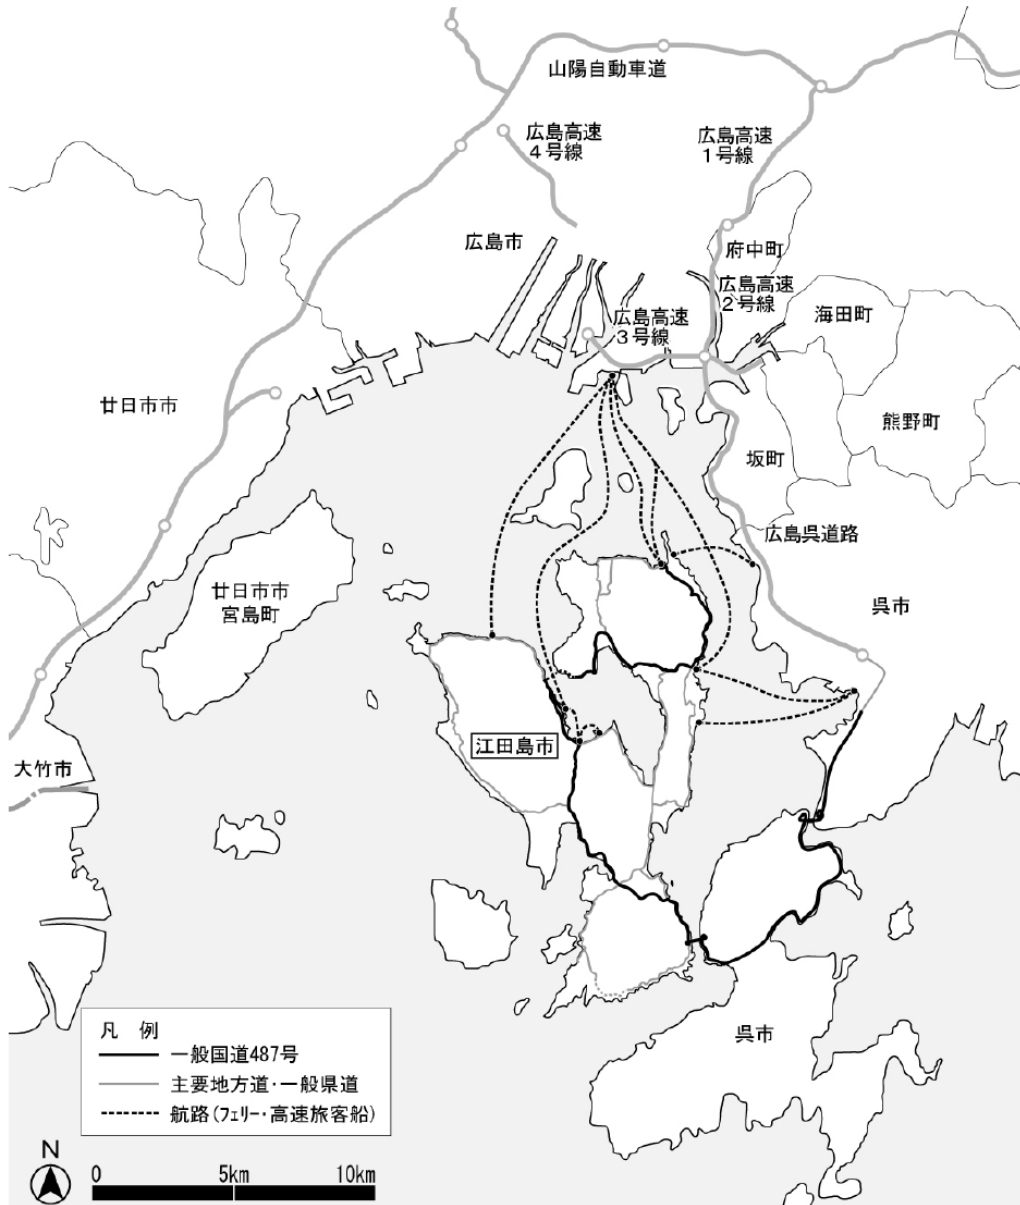 山陽自動車道
広島高速
4号線
広島高速
1号線
広島市
府中町
広島高速
2号線
海田町
広島高速
3号線
廿日市市
熊野町
坂町
広島呉道路
廿日市市
宮島町
呉市
江田島市
大竹市
呉市
凡 例
一般国道487号
主要地方道・一般県道
航路(フェリー・高速旅客船)
N
0 5km 10km